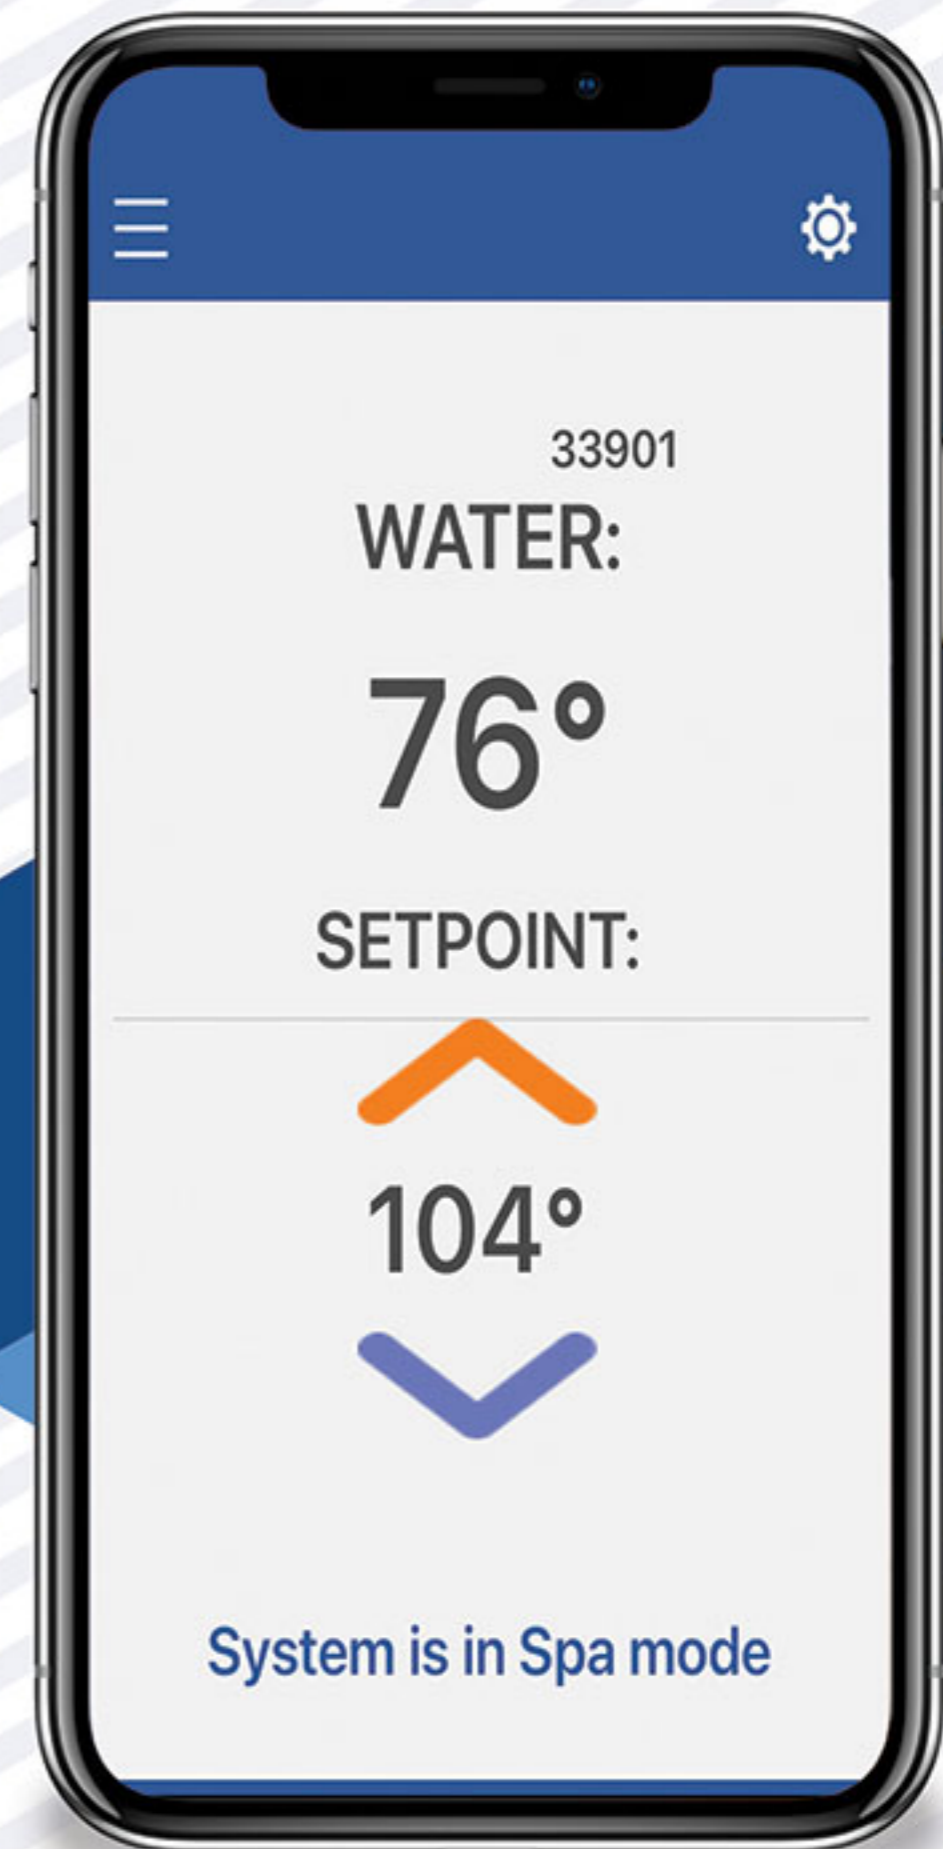 33901
WATER:
76°
SETPOINT:
104°
System is in Spa mode